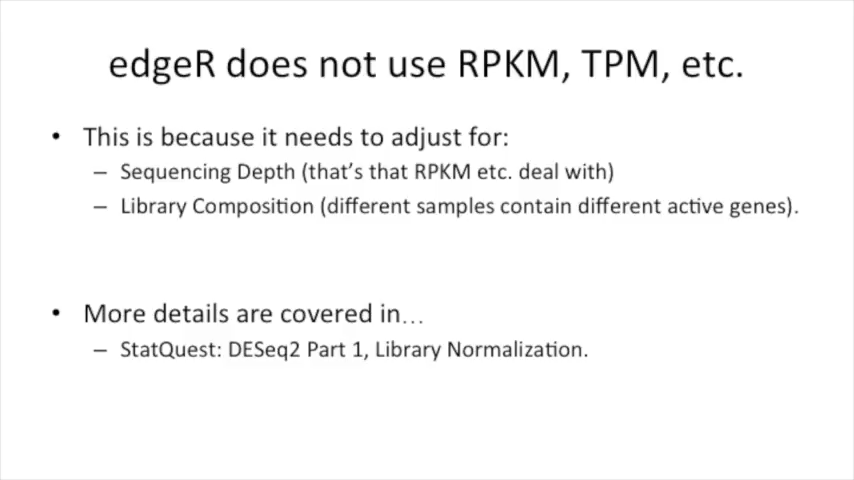 edgeR does not use RPKM, TPM, etc.
• This is because it needs to adjust for:
– Sequencing Depth (that's that RPKM etc. deal with)
– Library Composition (different samples contain different active genes).
• More details are covered in…
– StatQuest: DESeq2 Part 1, Library Normalization.